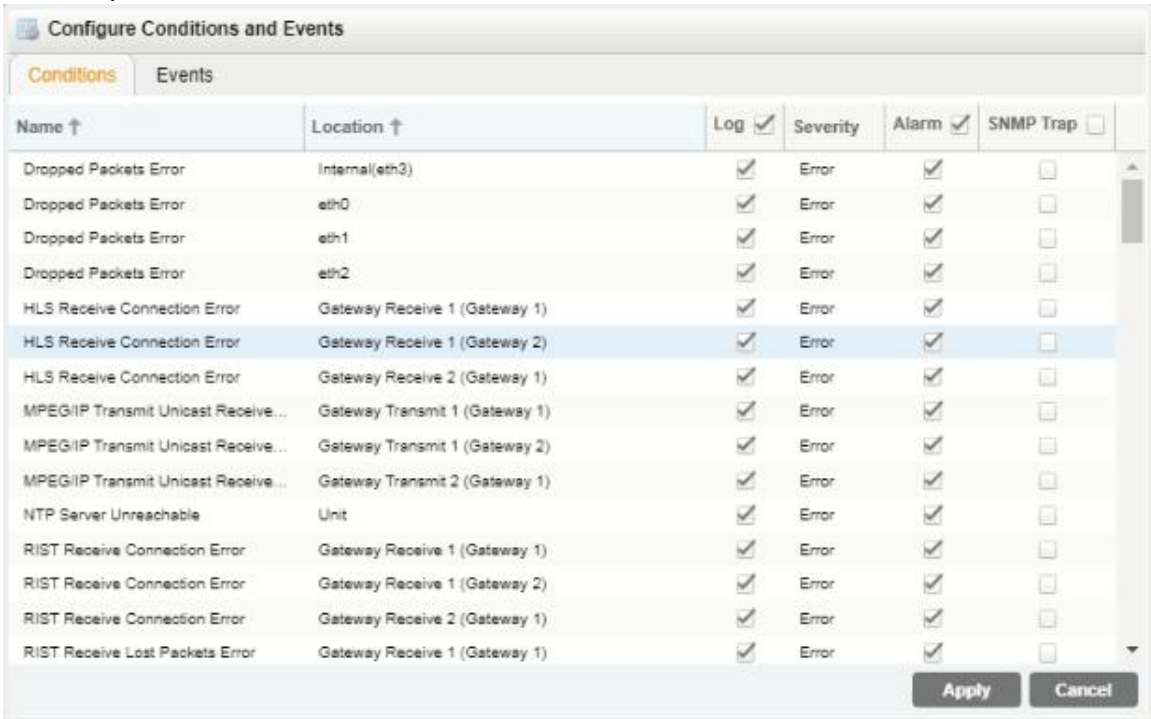 Configure Conditions and Events
Conditions Events
Name ↑ Location ↑ Log Severity Alarm SNMP Trap
Dropped Packets Error Internal(eth3) Error
Dropped Packets Error eth0 Error
Dropped Packets Error eth1 Error
Dropped Packets Error eth2 Error
HLS Receive Connection Error Gateway Receive 1 (Gateway 1) Error
HLS Receive Connection Error Gateway Receive 1 (Gateway 2) Error
HLS Receive Connection Error Gateway Receive 2 (Gateway 1) Error
MPEG/IP Transmit Unicast Receive... Gateway Transmit 1 (Gateway 1) Error
MPEG/IP Transmit Unicast Receive... Gateway Transmit 1 (Gateway 2) Error
MPEG/IP Transmit Unicast Receive... Gateway Transmit 2 (Gateway 1) Error
NTP Server Unreachable Unit Error
RIST Receive Connection Error Gateway Receive 1 (Gateway 1) Error
RIST Receive Connection Error Gateway Receive 1 (Gateway 2) Error
RIST Receive Connection Error Gateway Receive 2 (Gateway 1) Error
RIST Receive Lost Packets Error Gateway Receive 1 (Gateway 1) Error
Apply Cancel